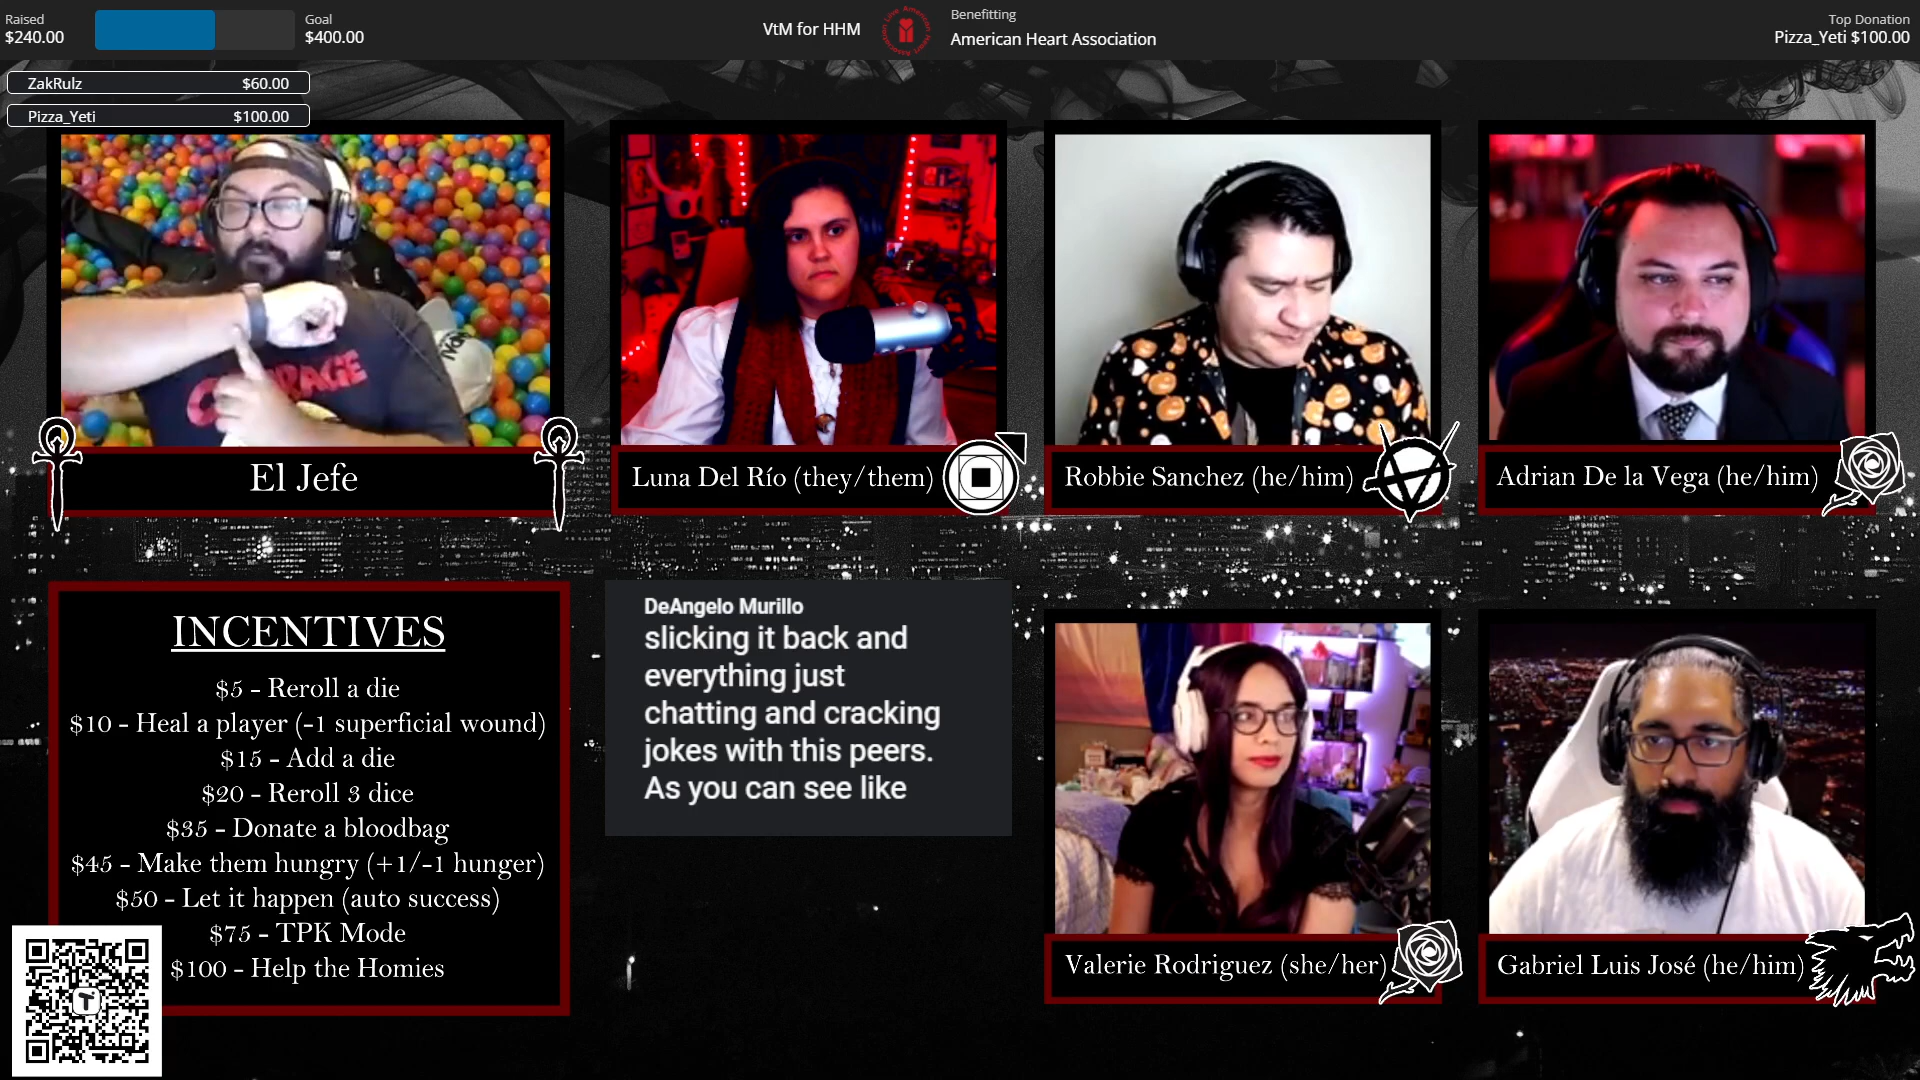 Raised
$240.00
Goal
$400.00
VtM for HHM
Benefitting
American Heart Association
Top Donation
Pizza_Yeti $100.00
ZakRulz $60.00
Pizza_Yeti $100.00
El Jefe
Luna Del Río (they/them)
Robbie Sanchez (he/him)
Adrian De la Vega (he/him)
INCENTIVES
$5 - Reroll a die
$10 - Heal a player (-1 superficial wound)
$15 - Add a die
$20 - Reroll 3 dice
$35 - Donate a bloodbag
$45 - Make them hungry (+1/-1 hunger)
$50 - Let it happen (auto success)
$75 - TPK Mode
$100 - Help the Homies
DeAngelo Murillo
slicking it back and
everything just
chatting and cracking
jokes with this peers.
As you can see like
Valerie Rodriguez (she/her)
Gabriel Luis José (he/him)